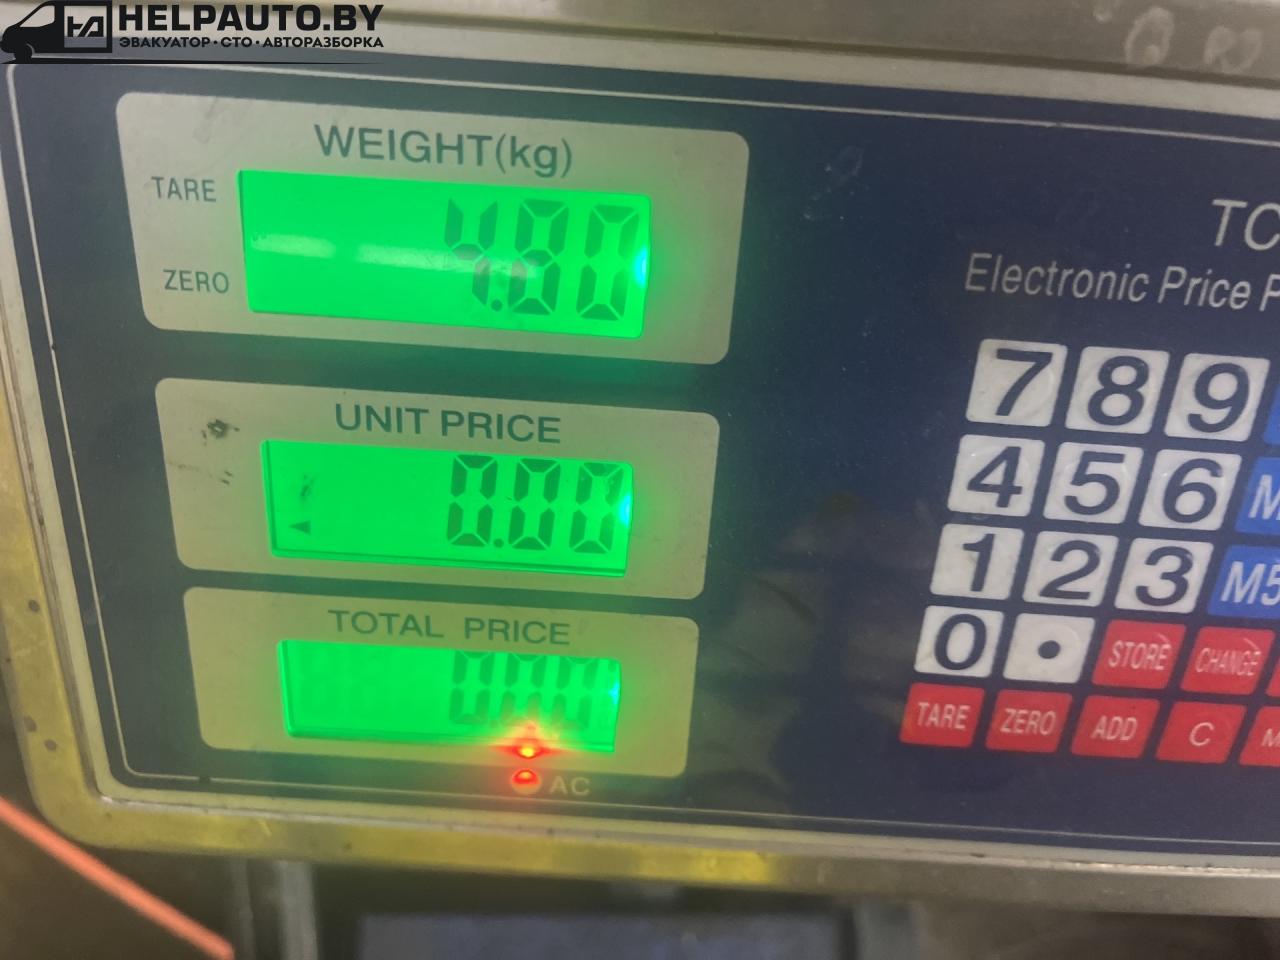 HELPAUTO.BY
ЭВАКУАТОР·СТО·АВТОРАЗБОРКА
WEIGHT(kg)
TARE
4.80
ZERO
UNIT PRICE
0.00
TOTAL PRICE
0.00
AC
TC
Electronic Price P
7 8 9
4 5 6 M
1 2 3 M5
0 • STORE CHANGE
TARE ZERO ADD C M